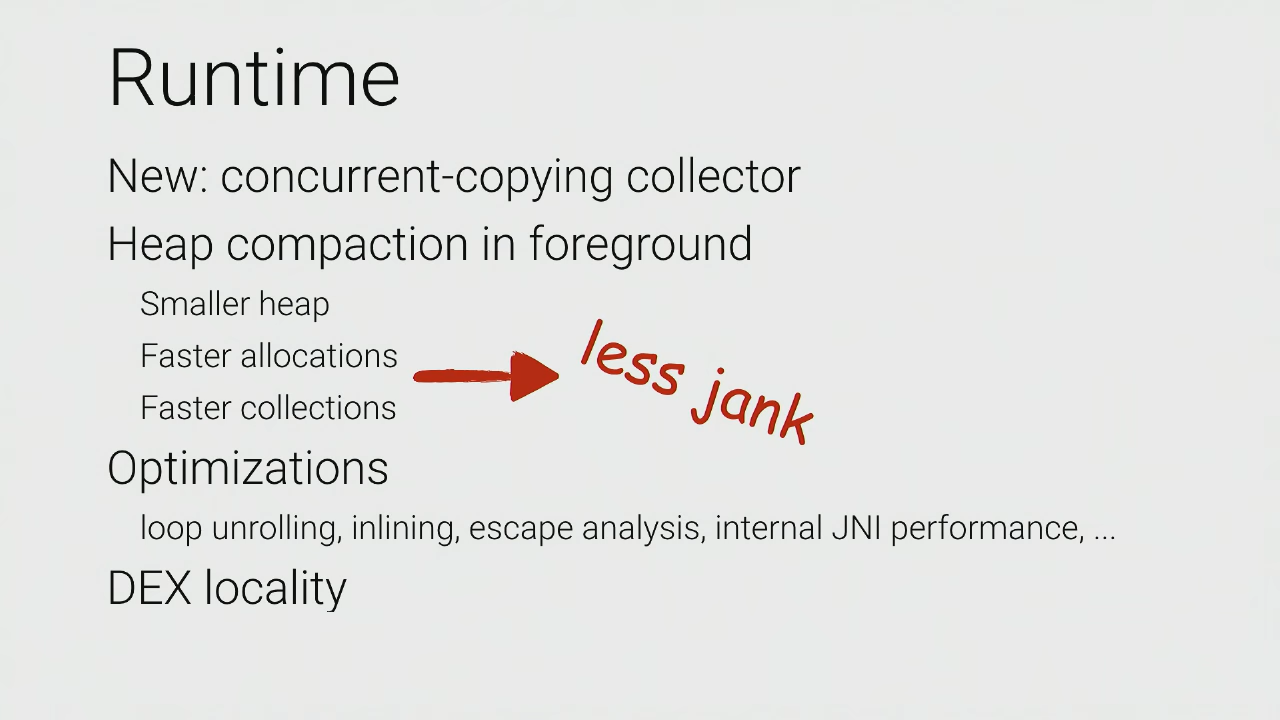 Runtime
New: concurrent-copying collector
Heap compaction in foreground
Smaller heap
Faster allocations
Faster collections
less jank
Optimizations
loop unrolling, inlining, escape analysis, internal JNI performance, ...
DEX locality